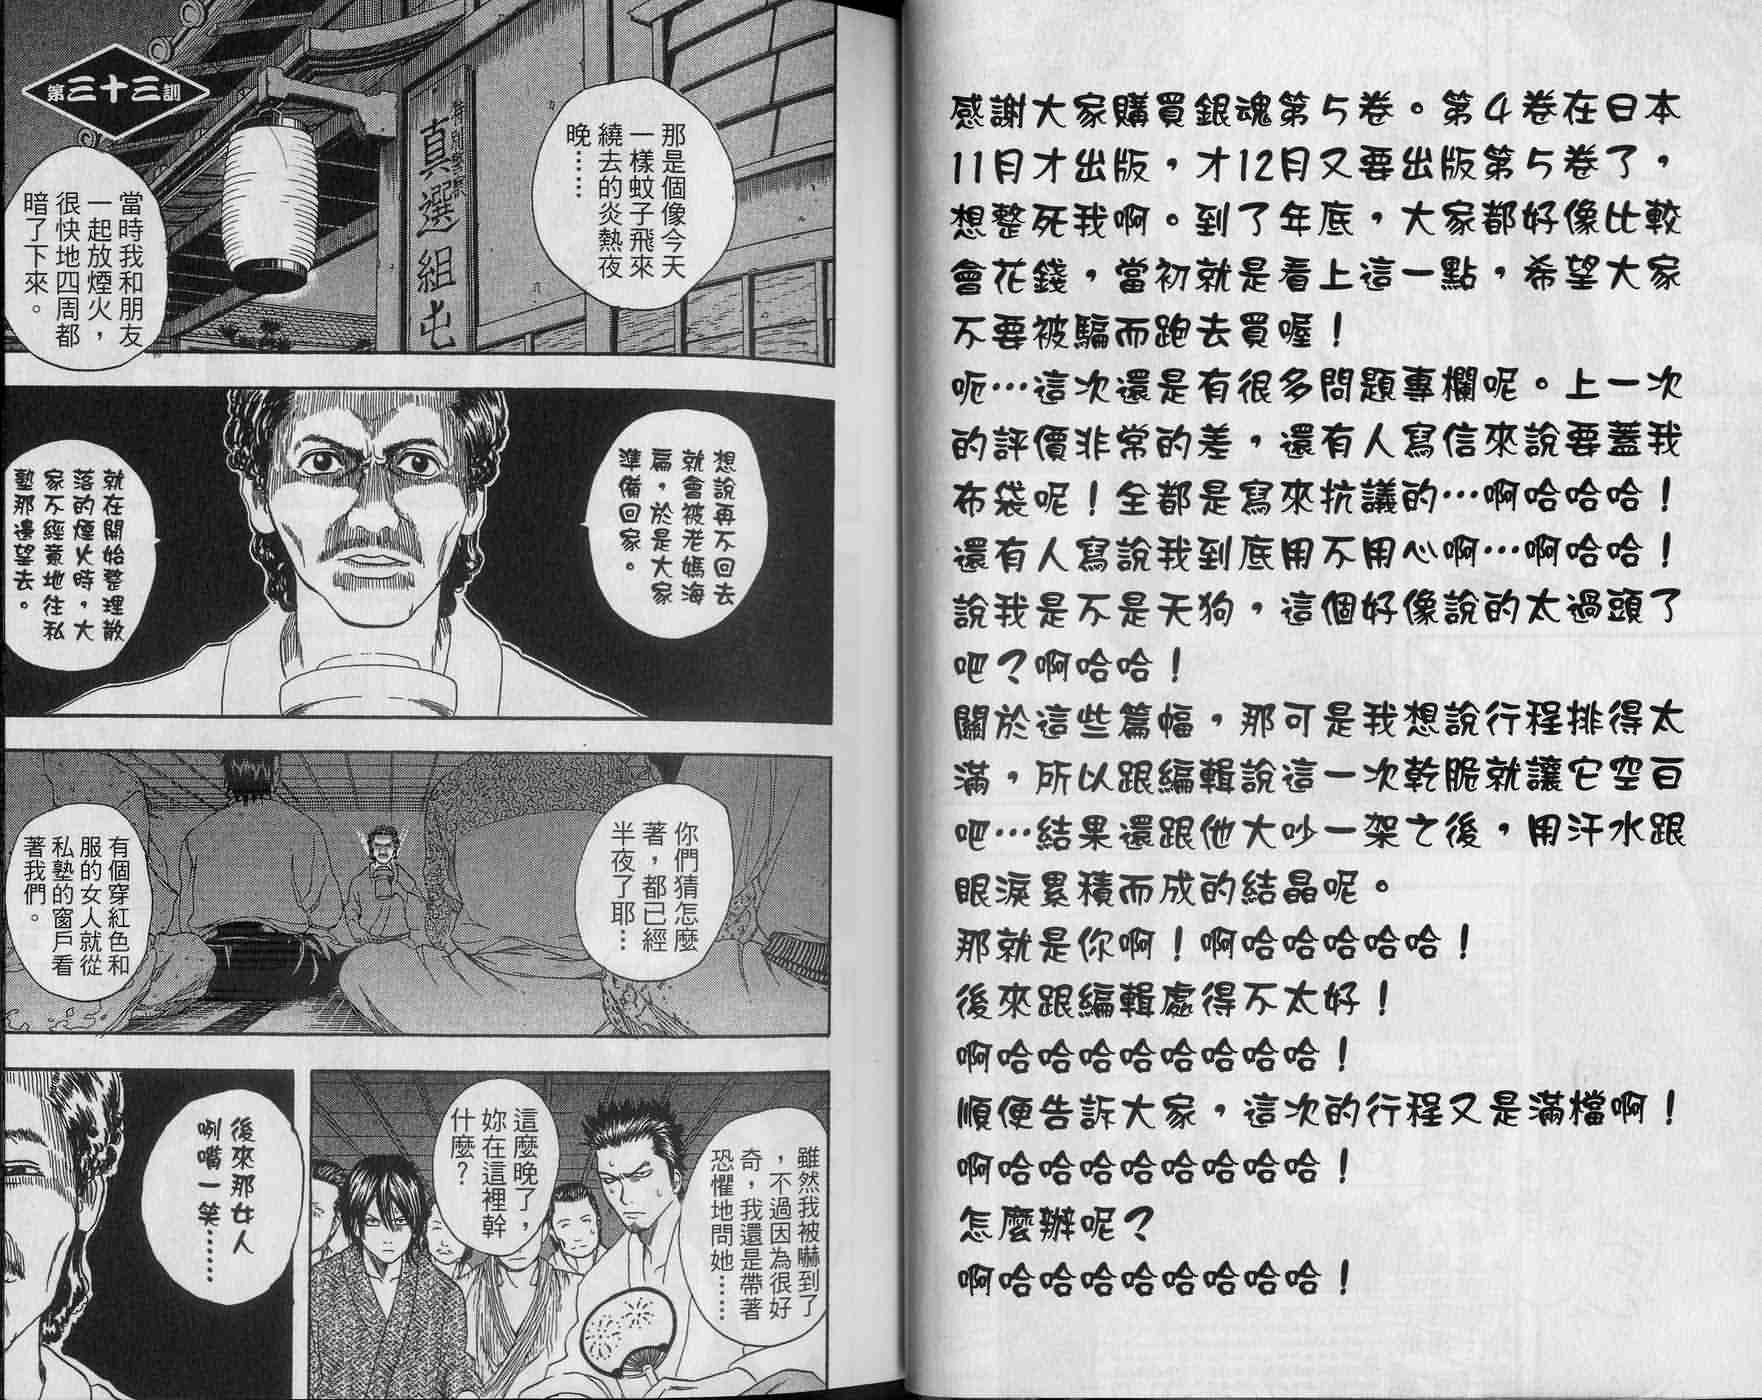 感謝大家購買銀魂第5卷。第4卷在日本
11月才出版，才12月又要出版第5卷了，
想整死我啊。到了年底，大家都好像比較
會花錢，當初就是看上這一點，希望大家
不要被騙而跑去買喔！
呃…這次還是有很多問題專欄呢。上一次
的評價非常的差，還有人寫信來說要蓋我
布袋呢！全都是寫來抗議的…啊哈哈哈！
還有人寫說我到底用不用心啊…啊哈哈！
說我是不是天狗，這個好像說的太過頭了
吧？啊哈哈！
關於這些篇幅，那可是我想說行程排得太
滿，所以跟編輯說這一次乾脆就讓它空白
吧…結果還跟他大吵一架之後，用汗水跟
眼淚累積而成的結晶呢。
那就是你啊！啊哈哈哈哈哈！
後來跟編輯處得不太好！
啊哈哈哈哈哈哈哈哈！
順便告訴大家，這次的行程又是滿檔啊！
啊哈哈哈哈哈哈哈哈！
怎麼辦呢？
啊哈哈哈哈哈哈哈哈！
第三十三訓
特別警察
真選組屯
那是個像今天
一樣蚊子飛來
繞去的炎熱夜
晚……
當時我和朋友
一起放煙火，
很快地四周都
暗了下來。
想說再不回去
就會被老媽海
扁，於是大家
準備回家。
就在開始整理散
落的煙火時，大
家不經意地往私
塾那邊望去。
你們猜怎麼
著，都已經
半夜了耶…
有個穿紅色和
服的女人就從
私塾的窗戶看
著我們。
雖然我被嚇到了
，不過因為很好
奇，我還是帶著
恐懼地問她……
這麼晚了，
妳在這裡幹
什麼？
後來那女人
咧嘴一笑……